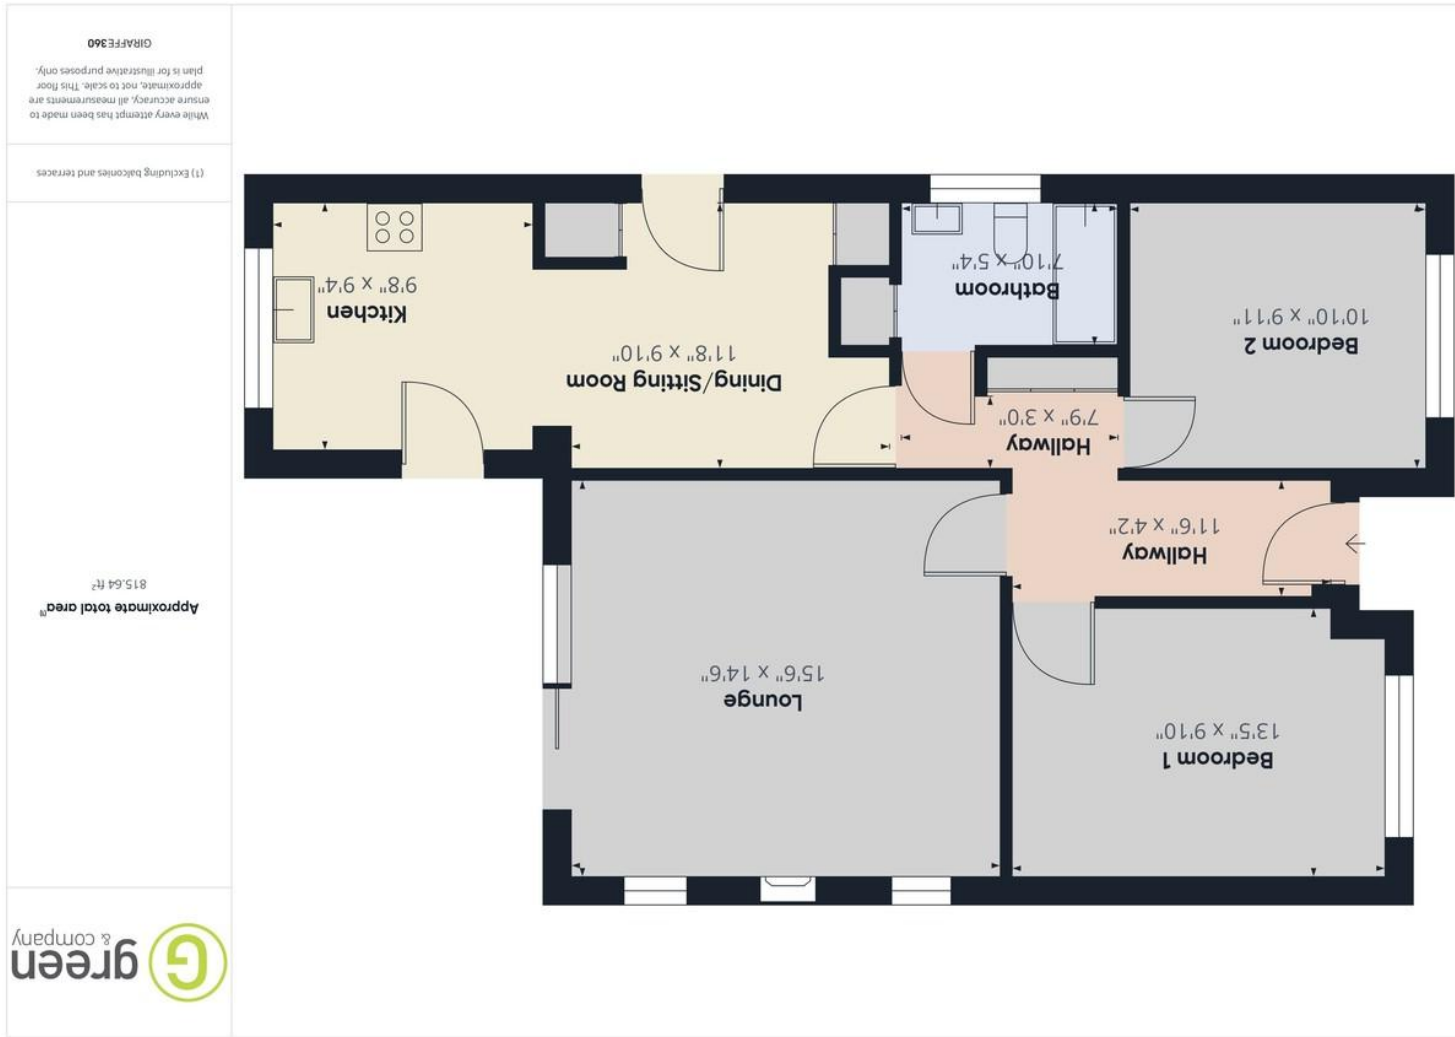 green
& company
Approximate total area(1)
815.64 ft²
(1) Excluding balconies and terraces
While every attempt has been made to
ensure accuracy, all measurements are
approximate, not to scale. This floor
plan is for illustrative purposes only.
GIRAFFE360
Bedroom 1
13'5" x 9'10"
Lounge
15'6" x 14'6"
Hallway
11'6" x 4'2"
Hallway
7'9" x 3'0"
Bedroom 2
10'10" x 9'11"
Bathroom
7'10" x 5'4"
Dining/Sitting Room
11'8" x 9'10"
Kitchen
9'8" x 9'4"